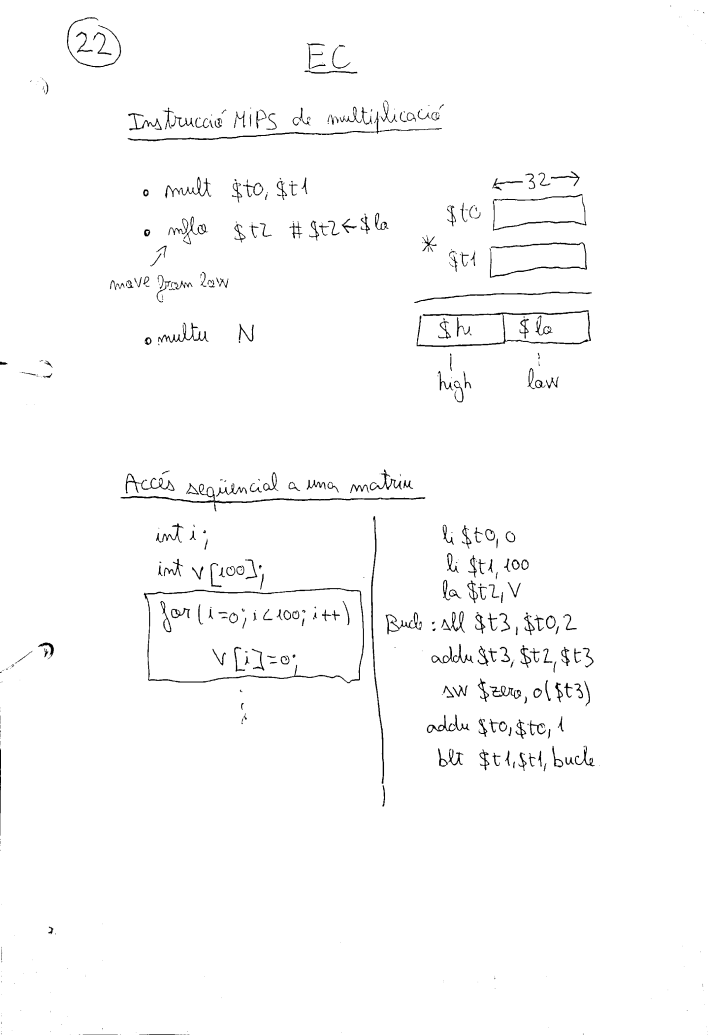 22
EC
Instrucció MIPS de multiplicació
mult $t0, $t1
mflo $t2 #$t2←$lo
move from low
multu N
←32→
$t0
* $t1
$hi $lo
high low
Accés seqüencial a una matriu
int i;
int V[100];
for(i=0; i<100; i++)
V[i]=0;
li $t0, 0
li $t1, 100
la $t2, V
Bucle: sll $t3, $t0, 2
addu $t3, $t2, $t3
sw $zero, 0($t3)
addu $t0, $t0, 1
blt $t1, $t1, bucle